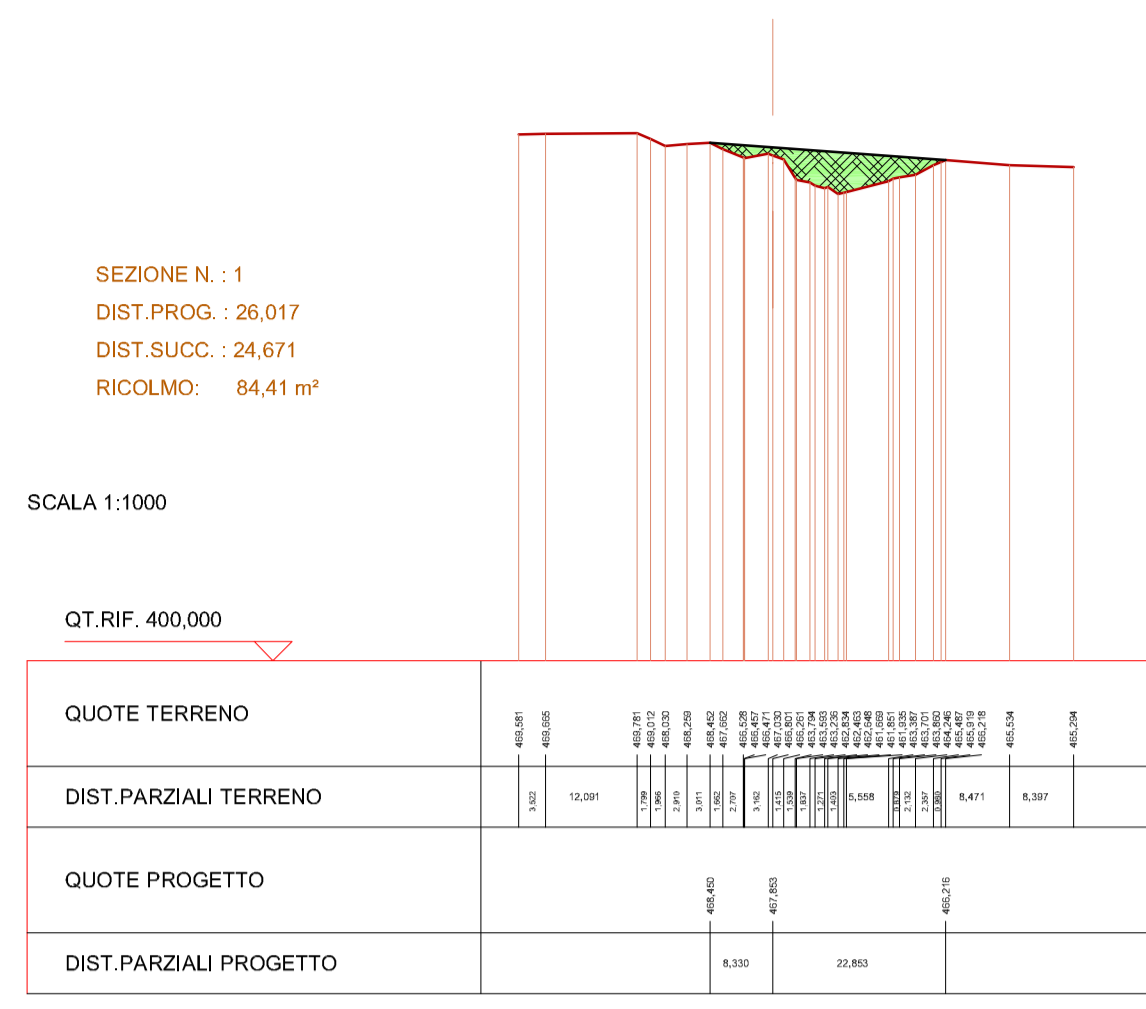 SEZIONE N. : 1
DIST.PROG. : 26,017
DIST.SUCC. : 24,671
RICOLMO: 84,41 m²
SCALA 1:1000
QT.RIF. 400,000
QUOTE TERRENO 469,581 469,665 469,781 469,012 468,030 468,259 468,452 467,662 466,528 466,457 466,471 467,030 466,801 466,261 463,794 463,593 463,236 462,834 462,463 462,648 461,669 461,851 461,935 463,387 463,701 463,860 464,246 465,487 465,919 466,218 465,534 465,294
DIST.PARZIALI TERRENO 3,522 12,091 1,799 1,966 2,910 3,011 1,662 2,707 3,162 1,415 1,539 1,837 1,271 1,403 5,558 0,879 2,132 2,357 0,980 8,471 8,397
QUOTE PROGETTO 468,450 467,853 466,216
DIST.PARZIALI PROGETTO 8,330 22,853